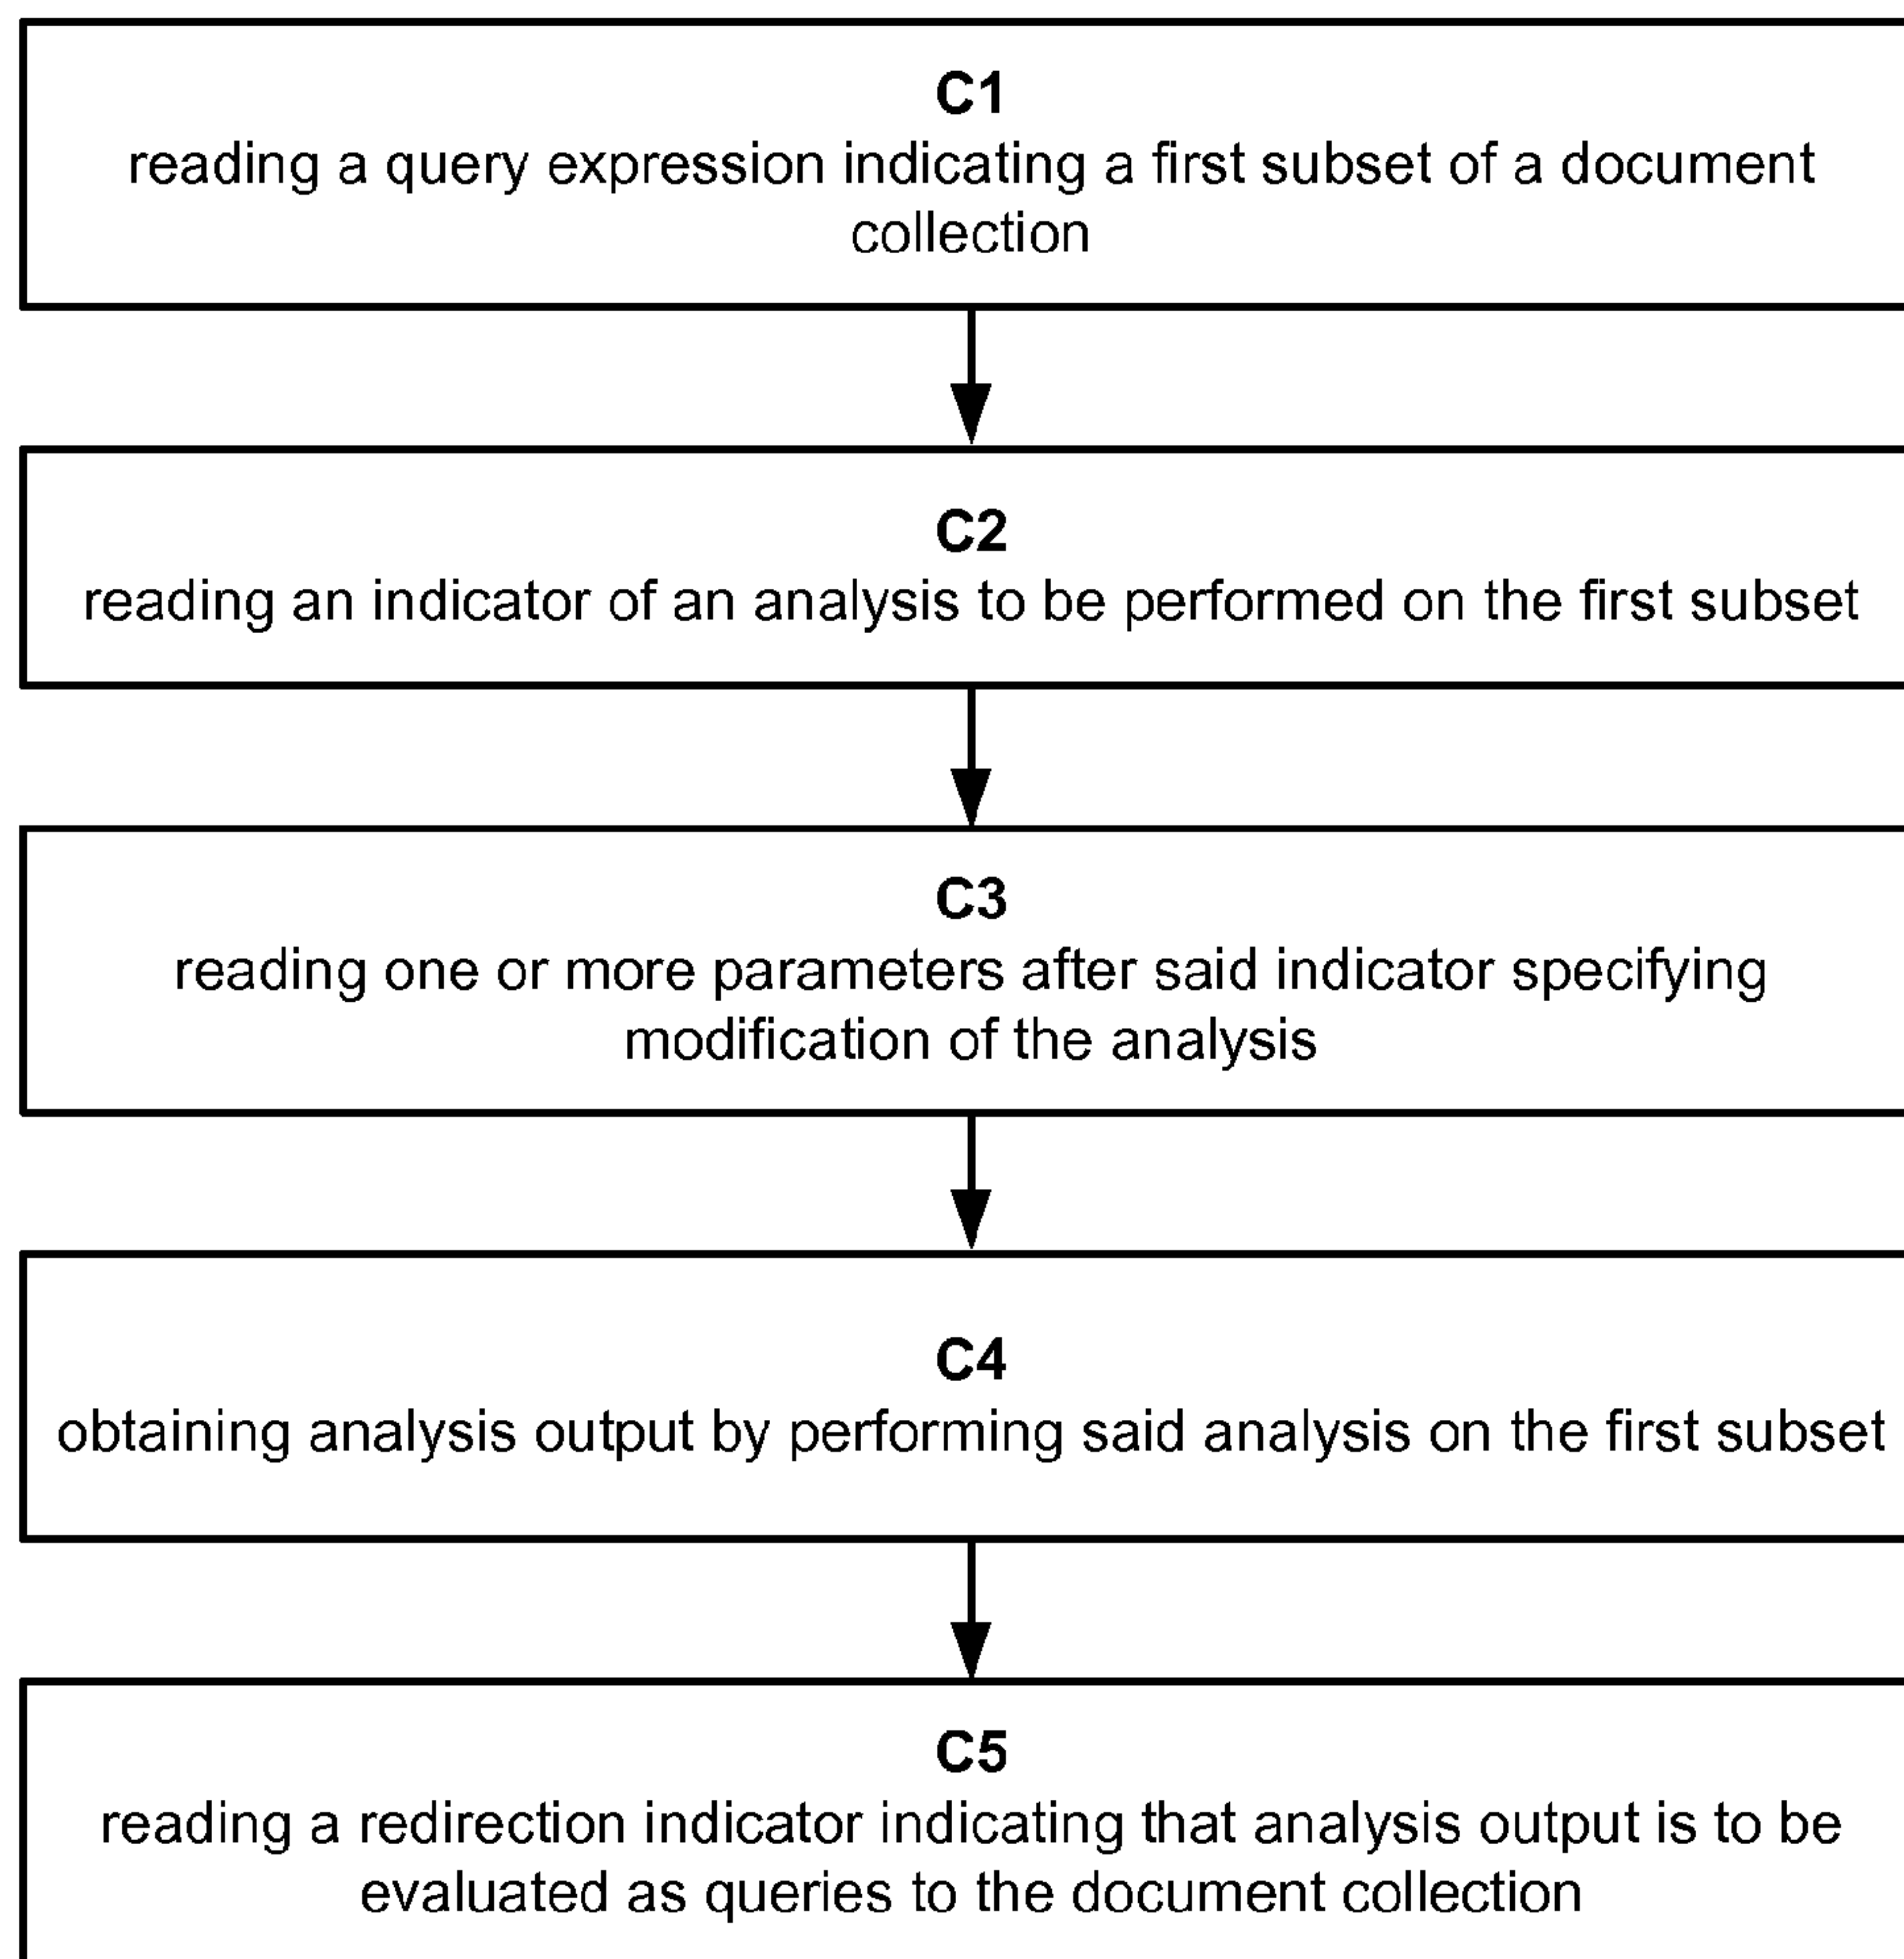 C1
reading a query expression indicating a first subset of a document
collection
C2
reading an indicator of an analysis to be performed on the first subset
C3
reading one or more parameters after said indicator specifying
modification of the analysis
C4
obtaining analysis output by performing said analysis on the first subset
C5
reading a redirection indicator indicating that analysis output is to be
evaluated as queries to the document collection